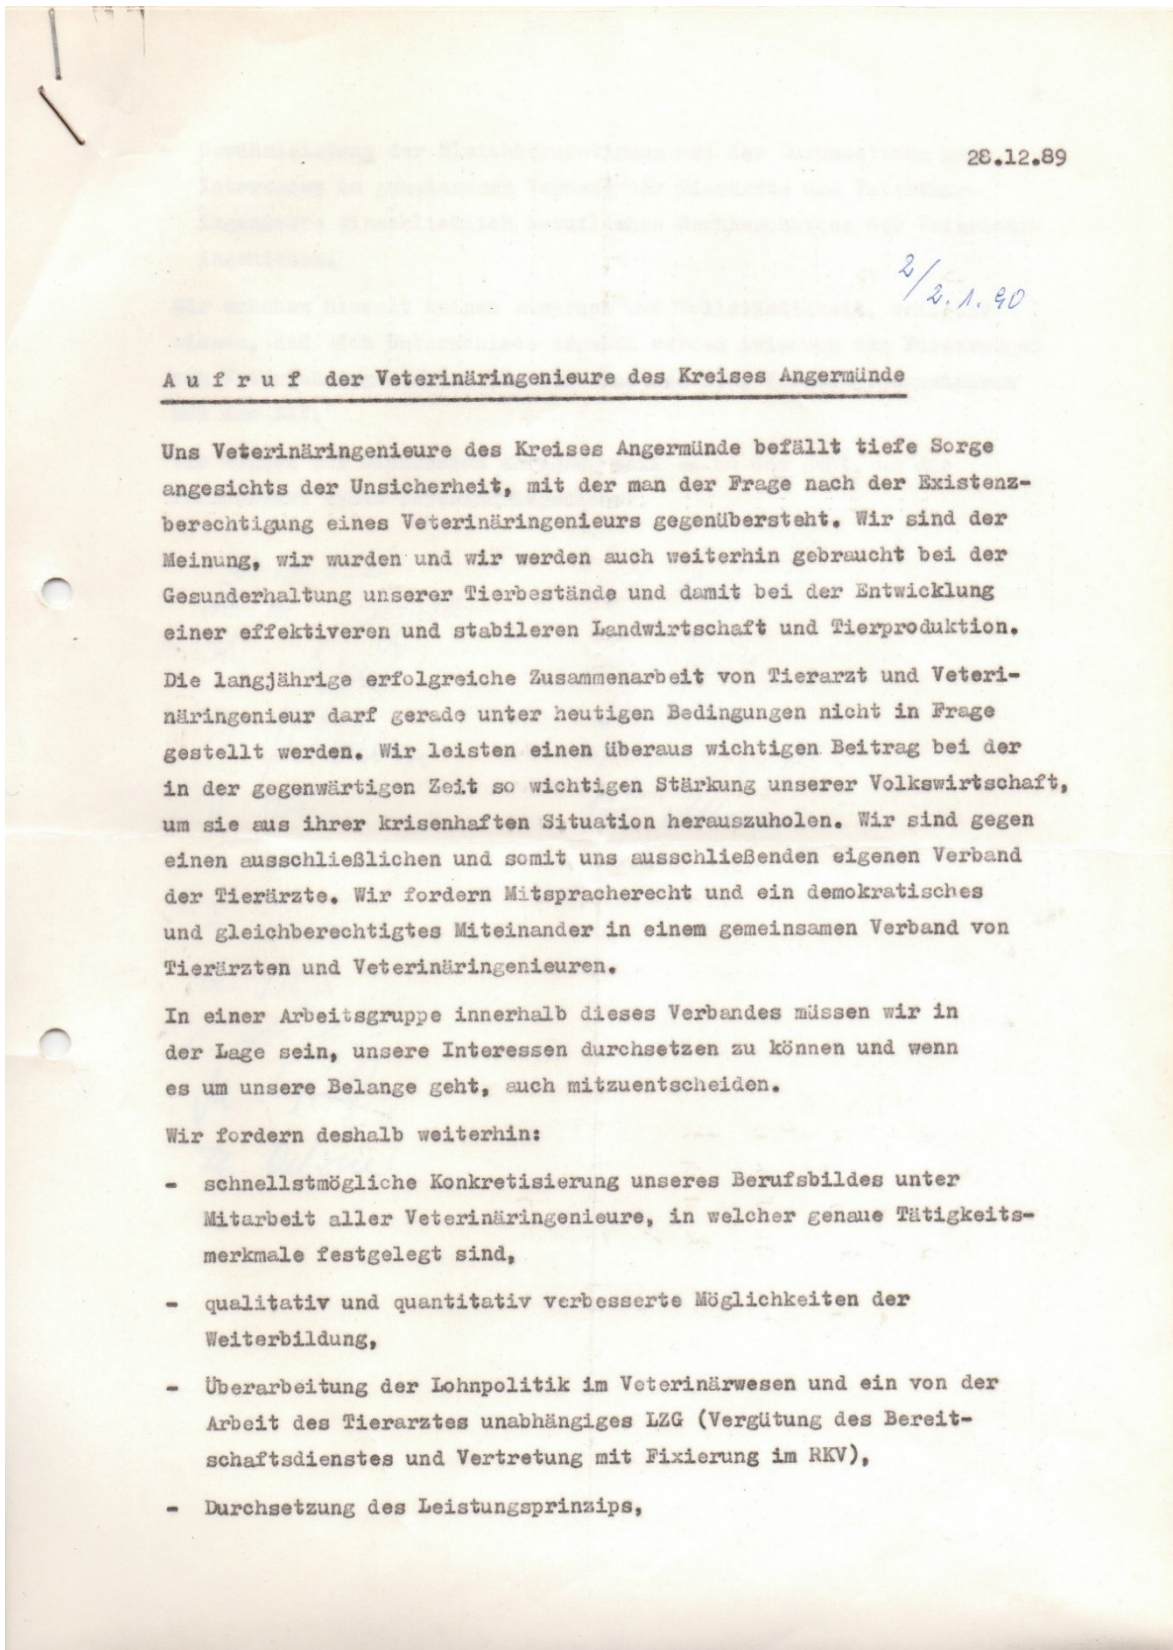 28.12.89
2/2.1.90
A u f r u f der Veterinäringenieure des Kreises Angermünde
Uns Veterinäringenieure des Kreises Angermünde befällt tiefe Sorge
angesichts der Unsicherheit, mit der man der Frage nach der Existenz-
berechtigung eines Veterinäringenieurs gegenübersteht. Wir sind der
Meinung, wir wurden und wir werden auch weiterhin gebraucht bei der
Gesunderhaltung unserer Tierbestände und damit bei der Entwicklung
einer effektiveren und stabileren Landwirtschaft und Tierproduktion.
Die langjährige erfolgreiche Zusammenarbeit von Tierarzt und Veteri-
näringenieur darf gerade unter heutigen Bedingungen nicht in Frage
gestellt werden. Wir leisten einen überaus wichtigen Beitrag bei der
in der gegenwärtigen Zeit so wichtigen Stärkung unserer Volkswirtschaft,
um sie aus ihrer krisenhaften Situation herauszuholen. Wir sind gegen
einen ausschließlichen und somit uns ausschließenden eigenen Verband
der Tierärzte. Wir fordern Mitspracherecht und ein demokratisches
und gleichberechtigtes Miteinander in einem gemeinsamen Verband von
Tierärzten und Veterinäringenieuren.
In einer Arbeitsgruppe innerhalb dieses Verbandes müssen wir in
der Lage sein, unsere Interessen durchsetzen zu können und wenn
es um unsere Belange geht, auch mitzuentscheiden.
Wir fordern deshalb weiterhin:
- schnellstmögliche Konkretisierung unseres Berufsbildes unter
Mitarbeit aller Veterinäringenieure, in welcher genaue Tätigkeits-
merkmale festgelegt sind,
- qualitativ und quantitativ verbesserte Möglichkeiten der
Weiterbildung,
- Überarbeitung der Lohnpolitik im Veterinärwesen und ein von der
Arbeit des Tierarztes unabhängiges LZG (Vergütung des Bereit-
schaftsdienstes und Vertretung mit Fixierung im RKV),
- Durchsetzung des Leistungsprinzips,